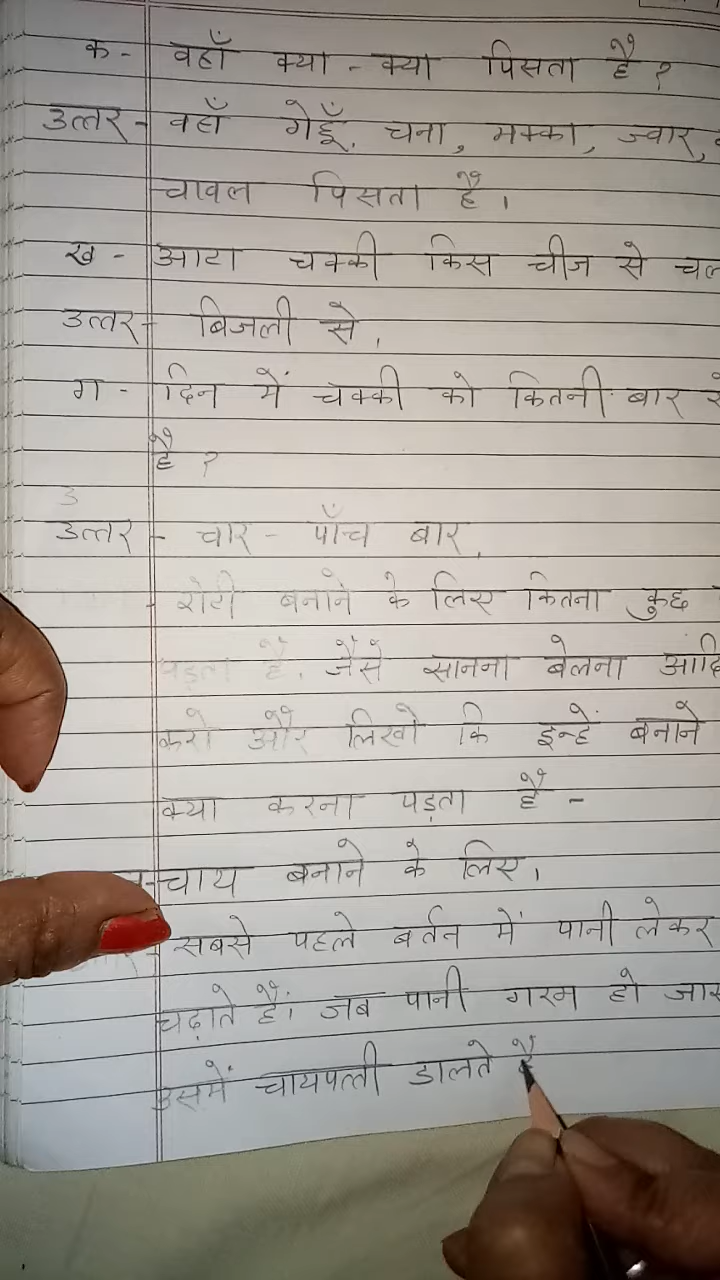 क- वहाँ क्या - क्या पिसता है ?
उत्तर- वहाँ गेहूँ, चना, मक्का, ज्वार,
चावल पिसता है ।
ख - आटा चक्की किस चीज से
उत्तर- बिजली से ,
ग - दिन में चक्की को कितनी बार
है ?
उ
उत्तर - चार - पाँच बार ,
रोटी बनाने के लिए कितना कुछ
पड़ता है, जैसे सानना बेलना आदि
करो और लिखो कि इन्हें बनाने
क्या करना पड़ता है -
चाय बनाने के लिए ,
सबसे पहले बर्तन में पानी लेकर
चढ़ाते हैं। जब पानी गरम हो
उसमें चायपत्ती डालते है